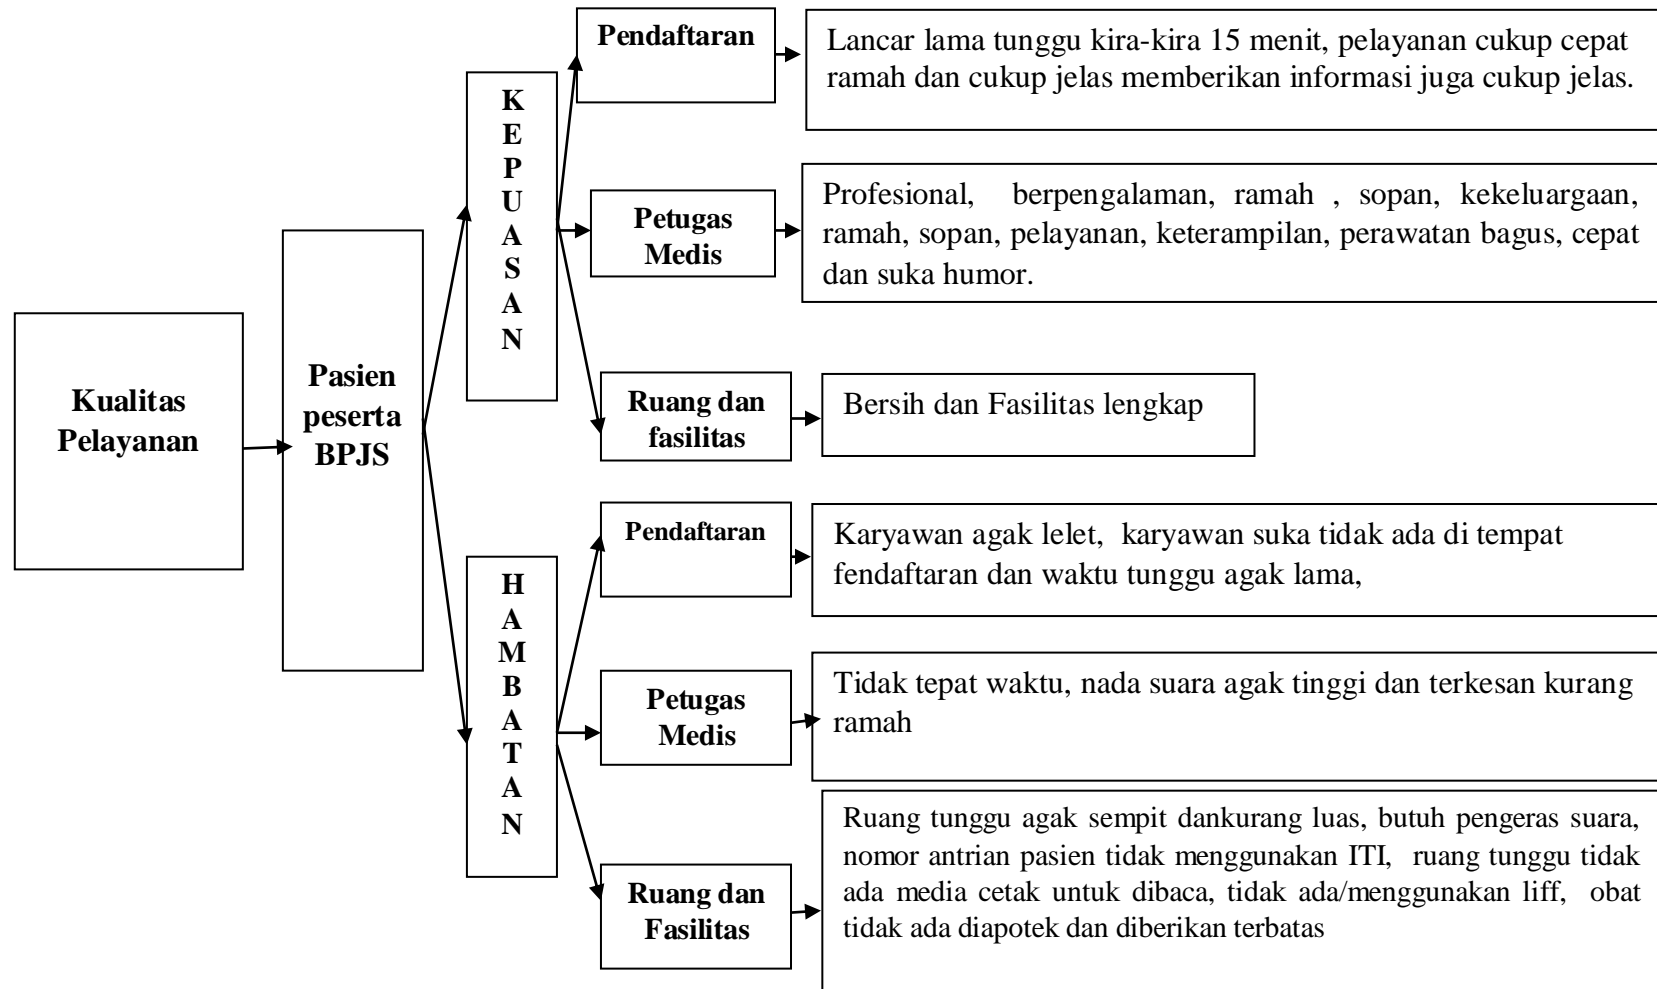 Kualitas
Pelayanan
Pasien
peserta
BPJS
K
E
P
U
A
S
A
N
Pendaftaran
Lancar lama tunggu kira-kira 15 menit, pelayanan cukup cepat
ramah dan cukup jelas memberikan informasi juga cukup jelas.
Petugas
Medis
Profesional, berpengalaman, ramah , sopan, kekeluargaan,
ramah, sopan, pelayanan, keterampilan, perawatan bagus, cepat
dan suka humor.
Ruang dan
fasilitas
Bersih dan Fasilitas lengkap
H
A
M
B
A
T
A
N
Pendaftaran
Karyawan agak lelet, karyawan suka tidak ada di tempat
fendaftaran dan waktu tunggu agak lama,
Petugas
Medis
Tidak tepat waktu, nada suara agak tinggi dan terkesan kurang
ramah
Ruang dan
Fasilitas
Ruang tunggu agak sempit dankurang luas, butuh pengeras suara,
nomor antrian pasien tidak menggunakan ITI, ruang tunggu tidak
ada media cetak untuk dibaca, tidak ada/menggunakan liff, obat
tidak ada diapotek dan diberikan terbatas